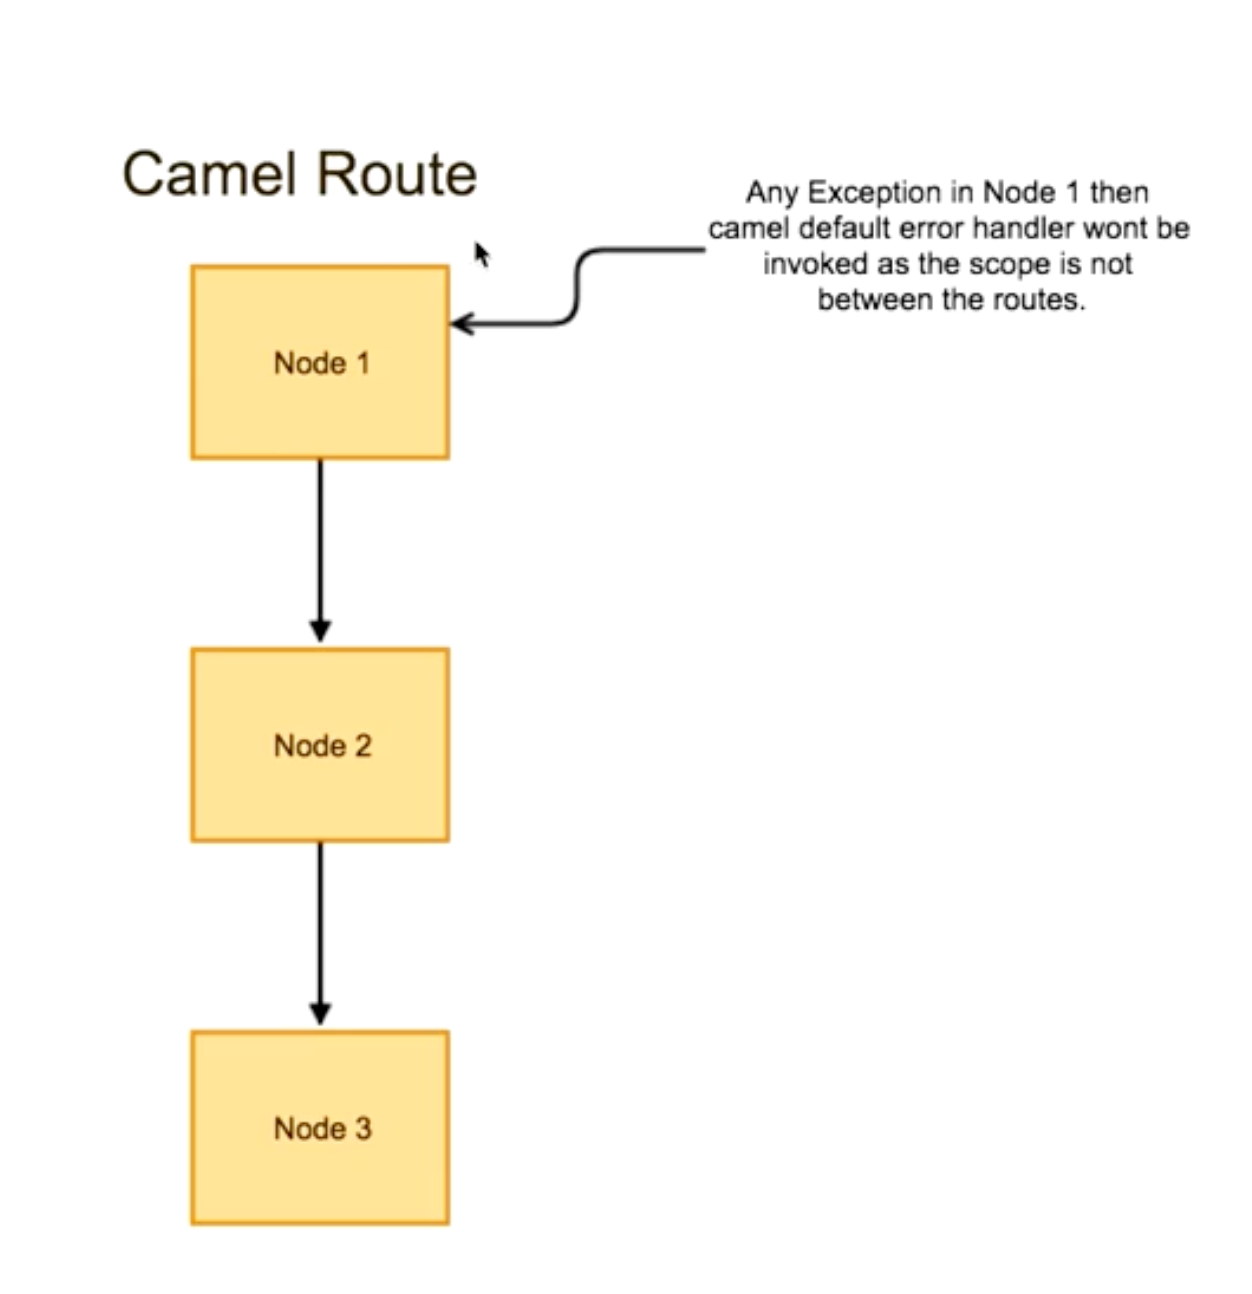 Camel Route
Any Exception in Node 1 then
camel default error handler wont be
invoked as the scope is not
between the routes.
Node 1
Node 2
Node 3